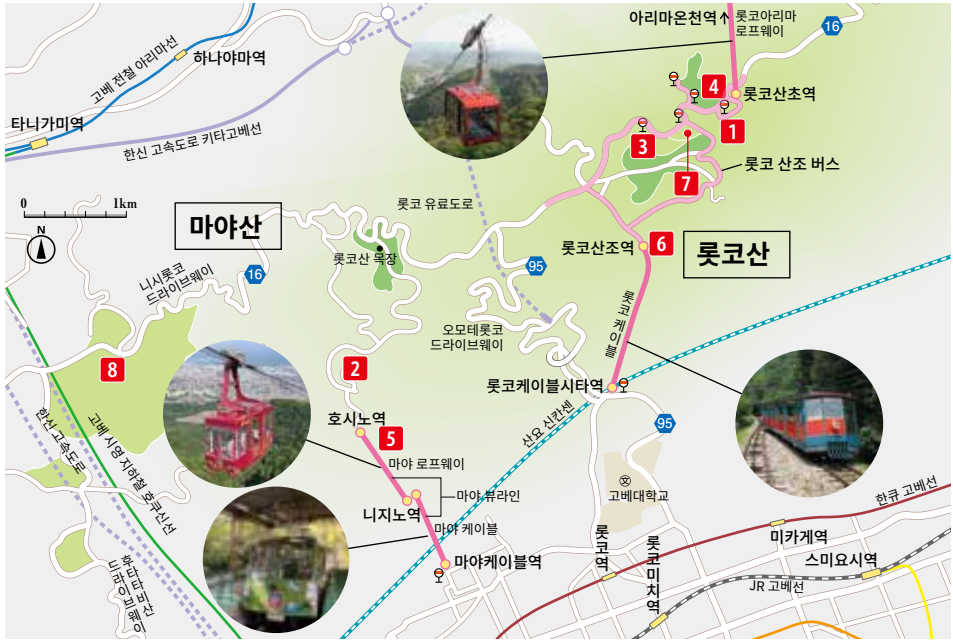 아리마온천역↑
롯코아리마
로프웨이
16
고베 전철 아리마선
하나야마역
타니가미역
한신 고속도로 키타고베선
4
롯코산초역
1
3
7
롯코 산조 버스
0
1km
N
마야산
롯코 유료도로
롯코산조역
6
롯코산
롯코산 목장
니시롯코
드라이브웨이
16
95
롯코 케이블
오모테롯코
드라이브웨이
8
2
롯코케이블시타역
산요 신칸센
95
호시노역
5
한신 고속도로
고베 시영 지하철 호쿠신선
마야 로프웨이
마야 뷰라인
니지노역
마야 케이블
마야케이블역
文
고베대학교
한큐 고베선
롯코역
롯코미치역
미카게역
스미요시역
JR 고베선
후타타비산
드라이브웨이